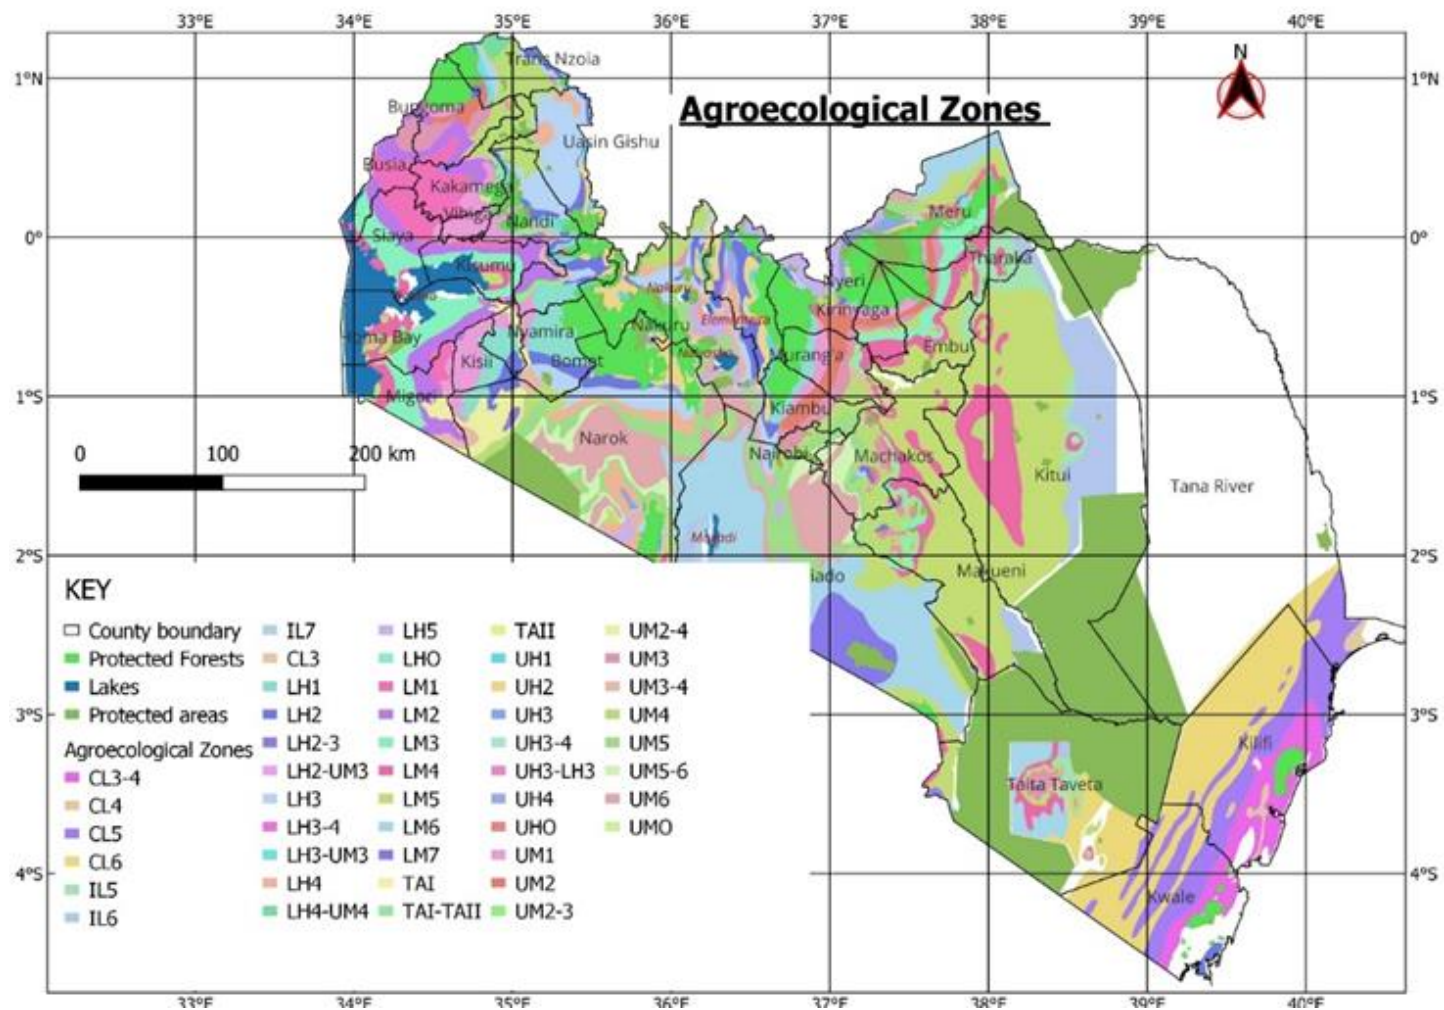 33°E 34°E 35°E 36°E 37°E 38°E 39°E 40°E
Trans Nzoia
1°N 1°N
N
Bungoma
Agroecological Zones
Uasin Gishu
Busia
Kakamega
Vihiga
Nandi
Meru
Siaya
0° 0°
Kisumu
Tharaka
Nyeri
Nakuru
Kirinyaga
Elementeita
Homa Bay
Nyamira
Nakuru
Embu
Kisii
Bomet
Naivasha
Murang'a
Migori
1°S 1°S
Kiambu
Narok
0 100 200 km
Nairobi
Machakos
Kitui
Tana River
Magadi
2°S 2°S
iado
Makueni
KEY
County boundary
Protected Forests
Lakes
Protected areas
Agroecological Zones
CL3-4
CL4
CL5
CL6
IL5
IL6
IL7
CL3
LH1
LH2
LH2-3
LH2-UM3
LH3
LH3-4
LH3-UM3
LH4
LH4-UM4
LH5
LHO
LM1
LM2
LM3
LM4
LM5
LM6
LM7
TAI
TAI-TAII
TAII
UH1
UH2
UH3
UH3-4
UH3-LH3
UH4
UHO
UM1
UM2
UM2-3
UM2-4
UM3
UM3-4
UM4
UM5
UM5-6
UM6
UMO
3°S 3°S
Kilifi
Taita Taveta
4°S 4°S
Kwale
33°E 34°E 35°E 36°E 37°E 38°E 39°E 40°E